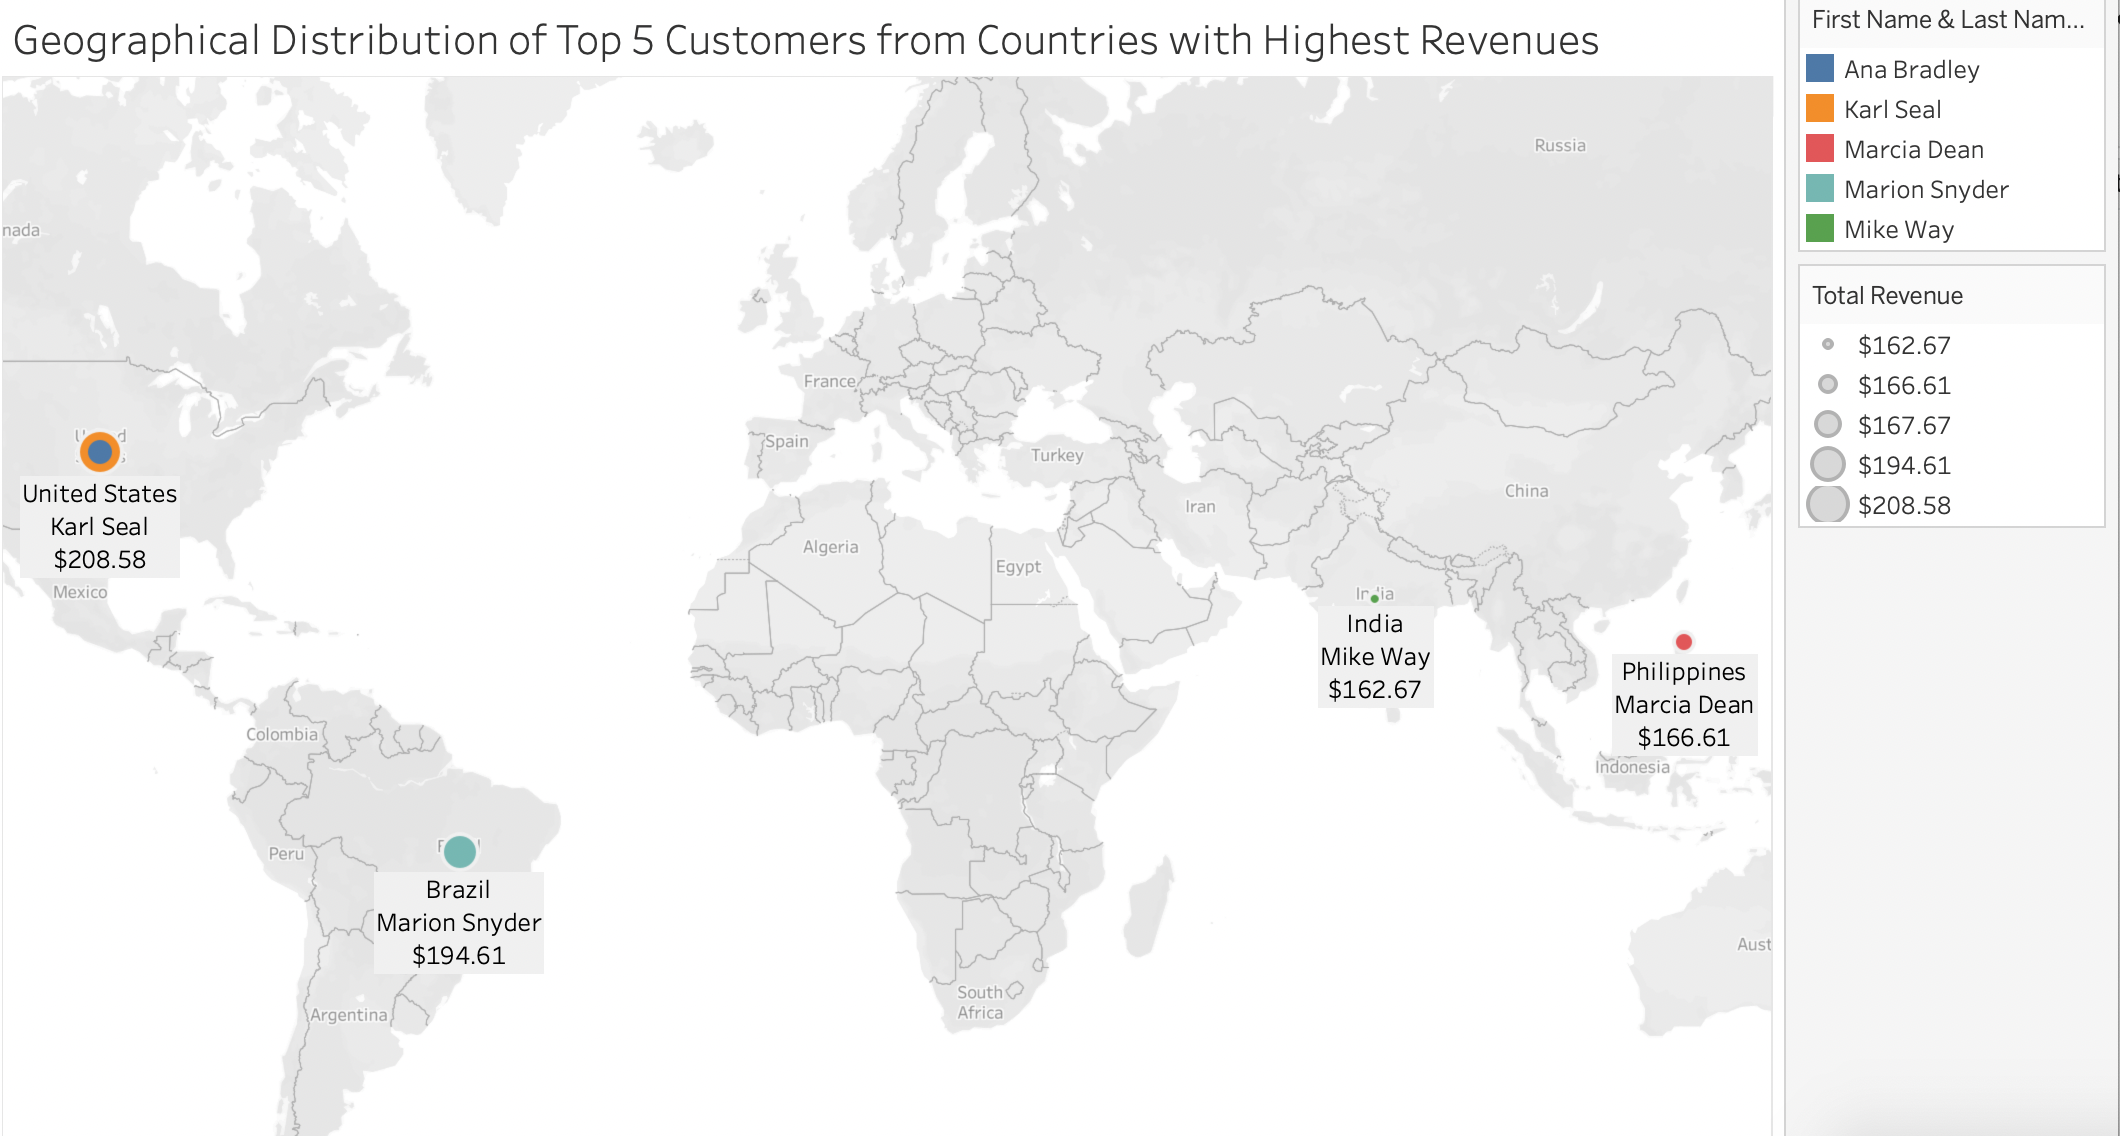 Geographical Distribution of Top 5 Customers from Countries with Highest Revenues
Russia
nada
France
Spain
Turkey
China
Iran
Algeria
Egypt
United States
Karl Seal
$208.58
Mexico
India
India
Mike Way
$162.67
Philippines
Marcia Dean
$166.61
Indonesia
Colombia
Peru
Brazil
Marion Snyder
$194.61
Aust
South
Africa
Argentina
First Name & Last Nam...
Ana Bradley
Karl Seal
Marcia Dean
Marion Snyder
Mike Way
Total Revenue
$162.67
$166.61
$167.67
$194.61
$208.58